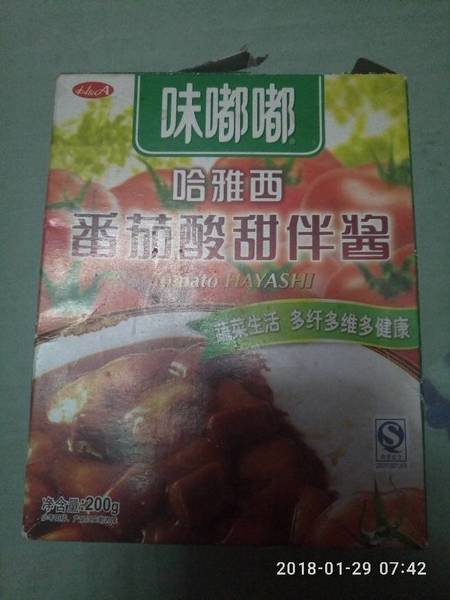 味嘟嘟
哈雅西
番茄酸甜伴酱
Tomato HAYASHI
蔬菜生活 多纤多维多健康
净含量:200g
2018-01-29 07:42